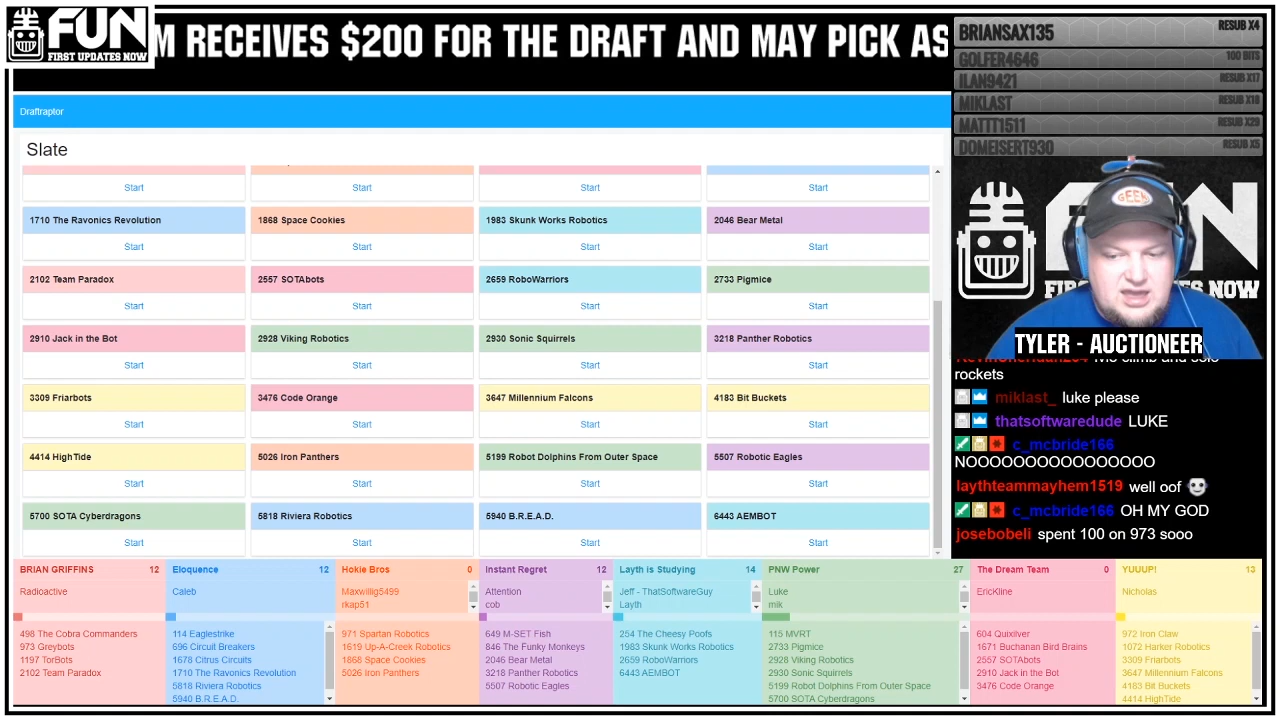 FUN
FIRST UPDATES NOW
M RECEIVES $200 FOR THE DRAFT AND MAY PICK AS
BRIANSAX135 RESUB X4
GOLFER4646 100 BITS
ILAN9421 RESUB X17
MIKLAST RESUB X18
MATTT1511 RESUB X29
DOMEISERT930 RESUB X5
Draftraptor
Slate
Start Start Start Start
1710 The Ravonics Revolution 1868 Space Cookies 1983 Skunk Works Robotics 2046 Bear Metal
Start Start Start Start
2102 Team Paradox 2557 SOTAbots 2659 RoboWarriors 2733 Pigmice
Start Start Start Start
2910 Jack in the Bot 2928 Viking Robotics 2930 Sonic Squirrels 3218 Panther Robotics
Start Start Start Start
3309 Friarbots 3476 Code Orange 3647 Millennium Falcons 4183 Bit Buckets
Start Start Start Start
4414 HighTide 5026 Iron Panthers 5199 Robot Dolphins From Outer Space 5507 Robotic Eagles
Start Start Start Start
5700 SOTA Cyberdragons 5818 Riviera Robotics 5940 B.R.E.A.D. 6443 AEMBOT
Start Start Start Start
GEEK
NOW
TYLER - AUCTIONEER
rockets
miklast_ luke please
thatsoftwaredude LUKE
c_mcbride166
NOOOOOOOOOOOOOOOO
laythteammayhem1519 well oof
c_mcbride166 OH MY GOD
josebobeli spent 100 on 973 sooo
BRIAN GRIFFINS 12
Radioactive
498 The Cobra Commanders
973 Greybots
1197 TorBots
2102 Team Paradox
Eloquence 12
Caleb
114 Eaglestrike
696 Circuit Breakers
1678 Citrus Circuits
1710 The Ravonics Revolution
5818 Riviera Robotics
5940 B.R.E.A.D.
Hokie Bros 0
Maxwillig5499
rkap51
971 Spartan Robotics
1619 Up-A-Creek Robotics
1868 Space Cookies
5026 Iron Panthers
Instant Regret 12
Attention
cob
649 M-SET Fish
846 The Funky Monkeys
2046 Bear Metal
3218 Panther Robotics
5507 Robotic Eagles
Layth is Studying 14
Jeff - ThatSoftwareGuy
Layth
254 The Cheesy Poofs
1983 Skunk Works Robotics
2659 RoboWarriors
6443 AEMBOT
PNW Power 27
Luke
mik
115 MVRT
2733 Pigmice
2928 Viking Robotics
2930 Sonic Squirrels
5199 Robot Dolphins From Outer Space
5700 SOTA Cyberdragons
The Dream Team 0
EricKline
604 Quixilver
1671 Buchanan Bird Brains
2557 SOTAbots
2910 Jack in the Bot
3476 Code Orange
YUUUP! 13
Nicholas
972 Iron Claw
1072 Harker Robotics
3309 Friarbots
3647 Millennium Falcons
4183 Bit Buckets
4414 HighTide